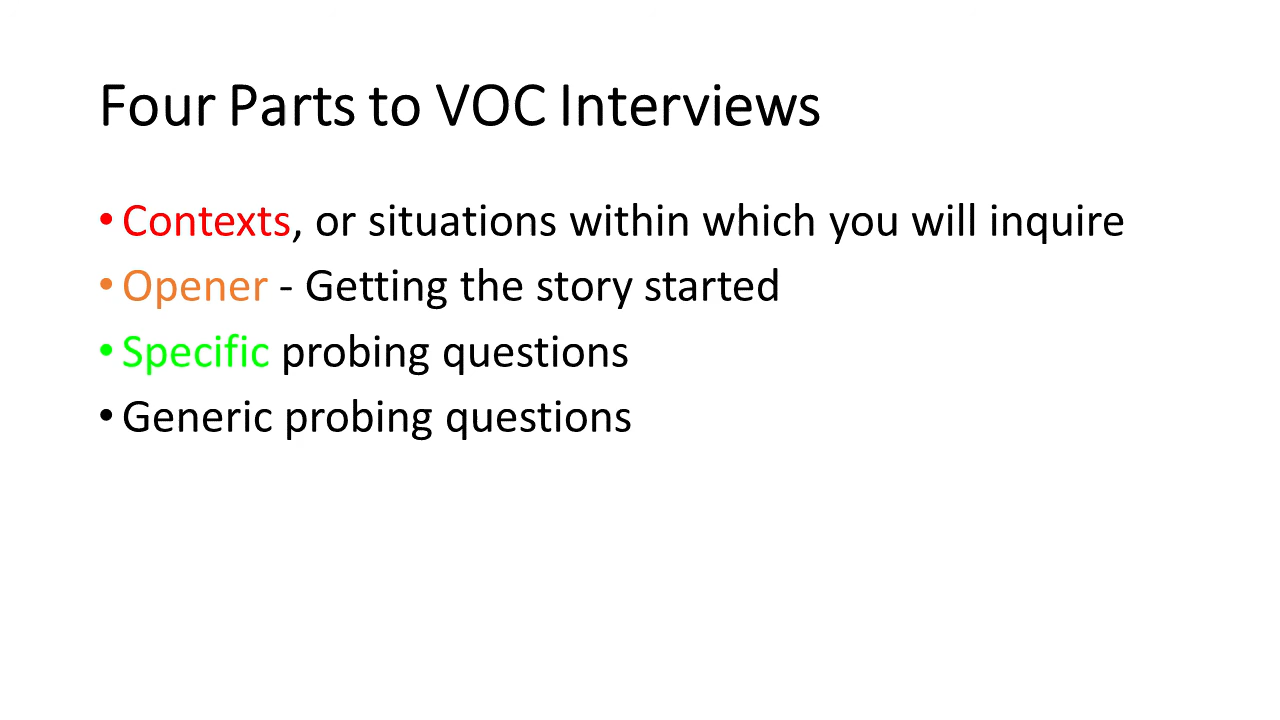 Four Parts to VOC Interviews
• Contexts, or situations within which you will inquire
• Opener - Getting the story started
• Specific probing questions
• Generic probing questions